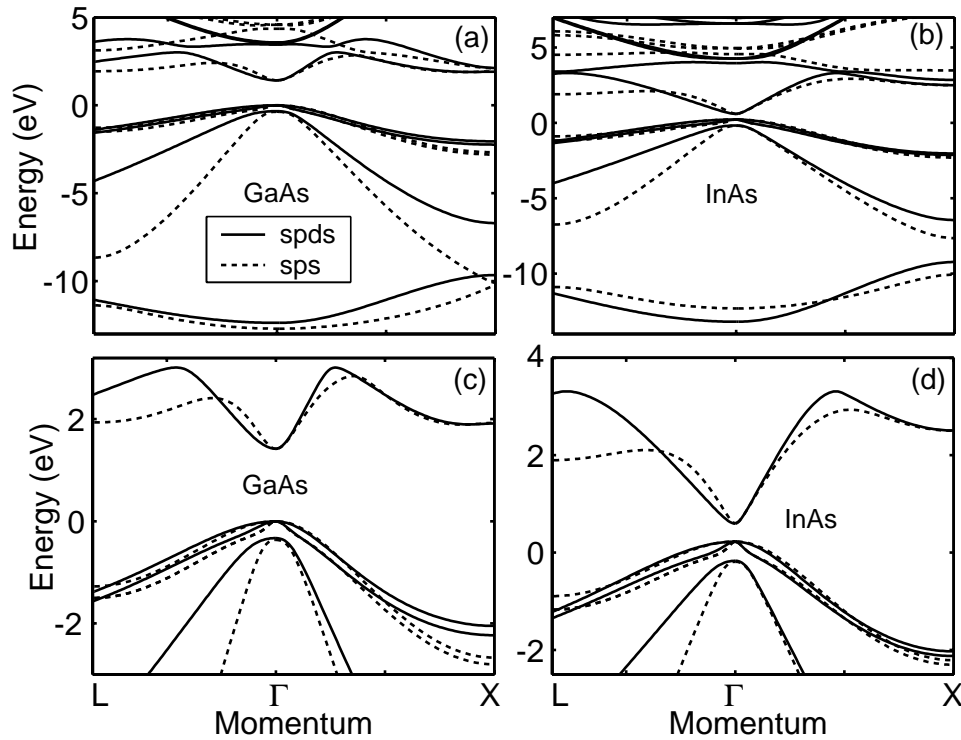 5
0
-5
-10
Energy (eV)
(a)
GaAs
spds
sps
5
0
-5
-10
(b)
InAs
2
0
-2
Energy (eV)
(c)
GaAs
L
Γ
X
Momentum
4
2
0
-2
(d)
InAs
L
Γ
X
Momentum